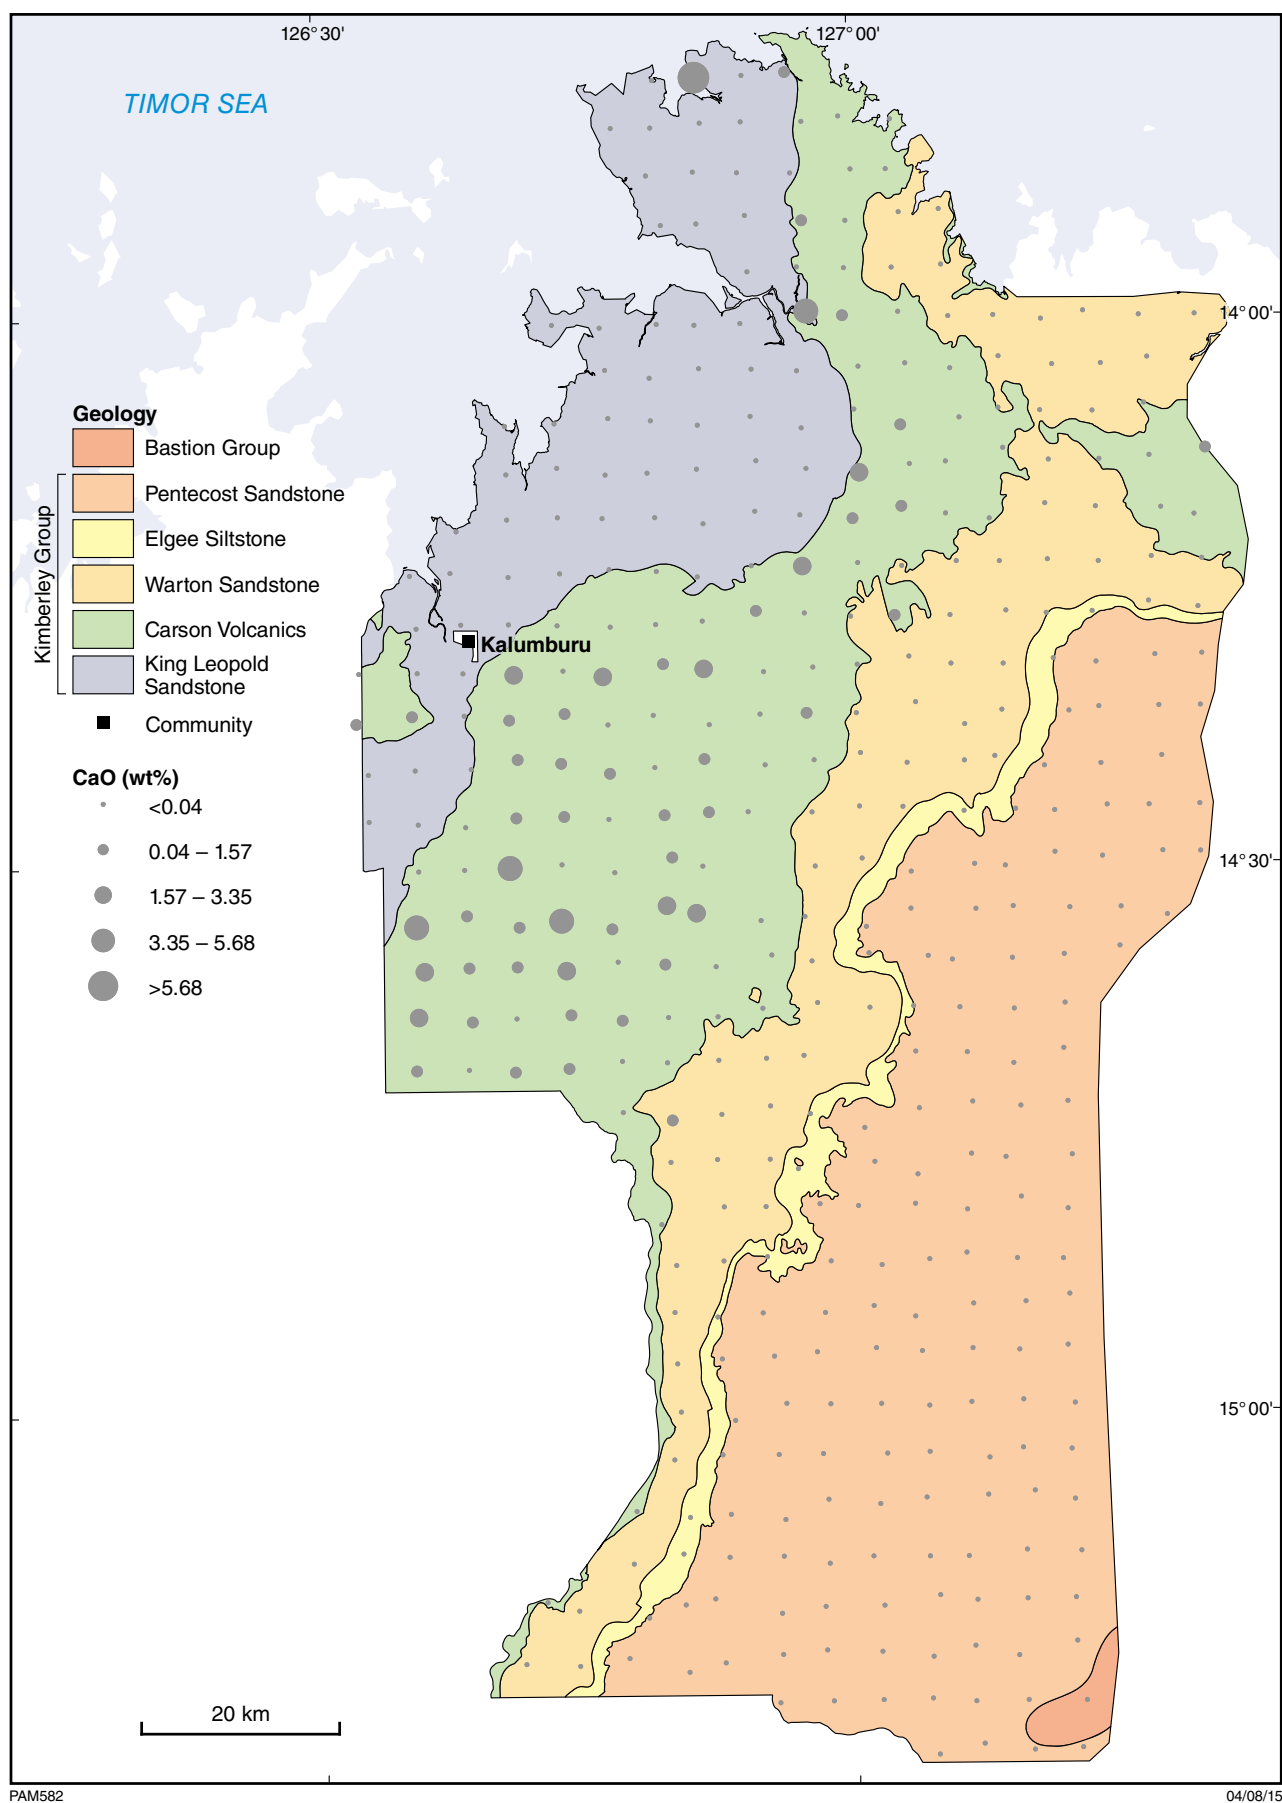 126°30'
127°00'
TIMOR SEA
14°00'
Geology
Bastion Group
Pentecost Sandstone
Elgee Siltstone
Warton Sandstone
Carson Volcanics
King Leopold
Sandstone
Kimberley Group
Community
Kalumburu
CaO (wt%)
<0.04
0.04 – 1.57
1.57 – 3.35
3.35 – 5.68
>5.68
14°30'
15°00'
20 km
PAM582
04/08/15